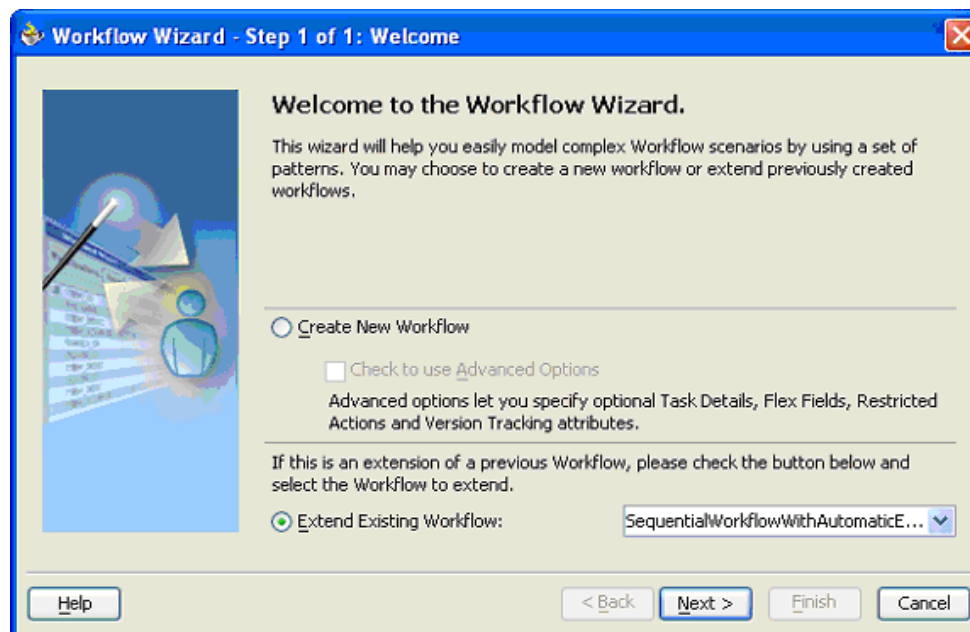 Workflow Wizard - Step 1 of 1: Welcome
Welcome to the Workflow Wizard.
This wizard will help you easily model complex Workflow scenarios by using a set of
patterns. You may choose to create a new workflow or extend previously created
workflows.
Create New Workflow
Check to use Advanced Options
Advanced options let you specify optional Task Details, Flex Fields, Restricted
Actions and Version Tracking attributes.
If this is an extension of a previous Workflow, please check the button below and
select the Workflow to extend.
Extend Existing Workflow: SequentialWorkflowWithAutomaticE...
Help < Back Next > Finish Cancel